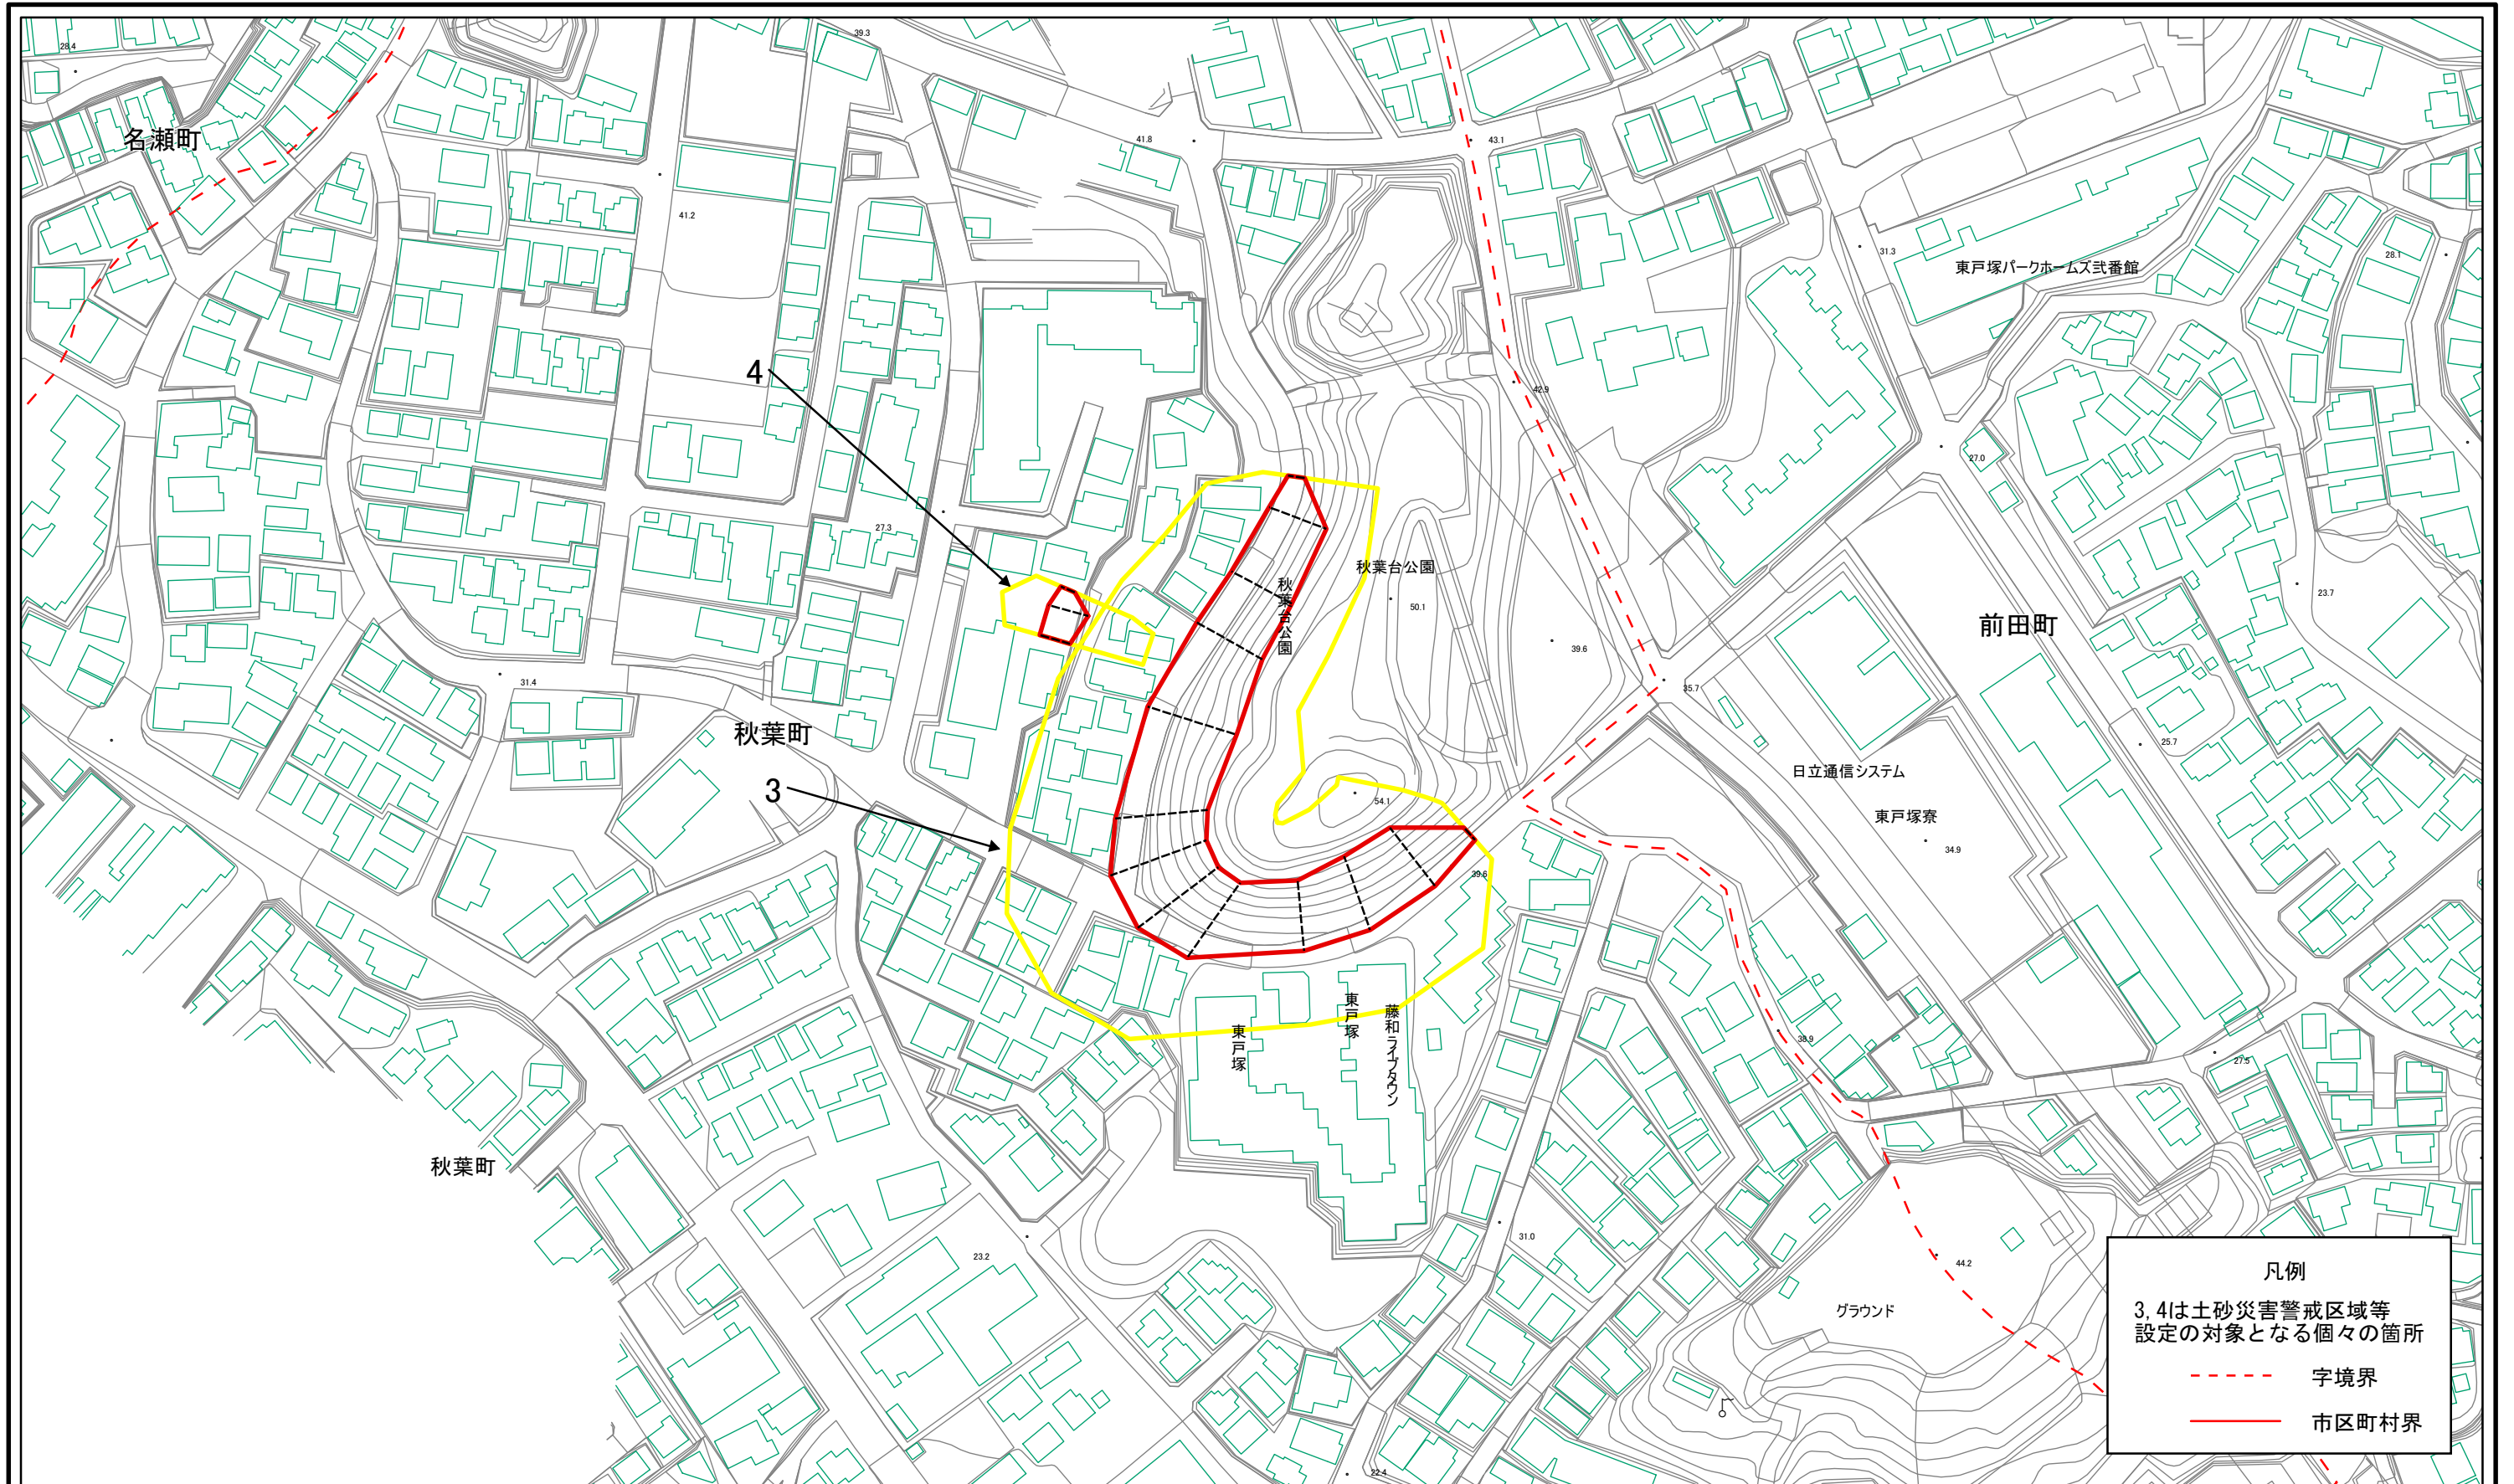 28.4
39.3
名瀬町
41.8
43.1
41.2
31.3
東戸塚パークホームズ弐番館
28.1
4
42.9
27.0
27.3
秋葉台公園
秋葉台公園
50.1
23.7
前田町
39.6
31.4
35.7
秋葉町
25.7
日立通信システム
3
54.1
東戸塚寮
34.9
39.6
東戸塚
東戸塚
藤和ライブタウン
38.9
27.5
秋葉町
31.0
23.2
44.2
グラウンド
22.4
凡例
3,4は土砂災害警戒区域等
設定の対象となる個々の箇所
字境界
市区町村界